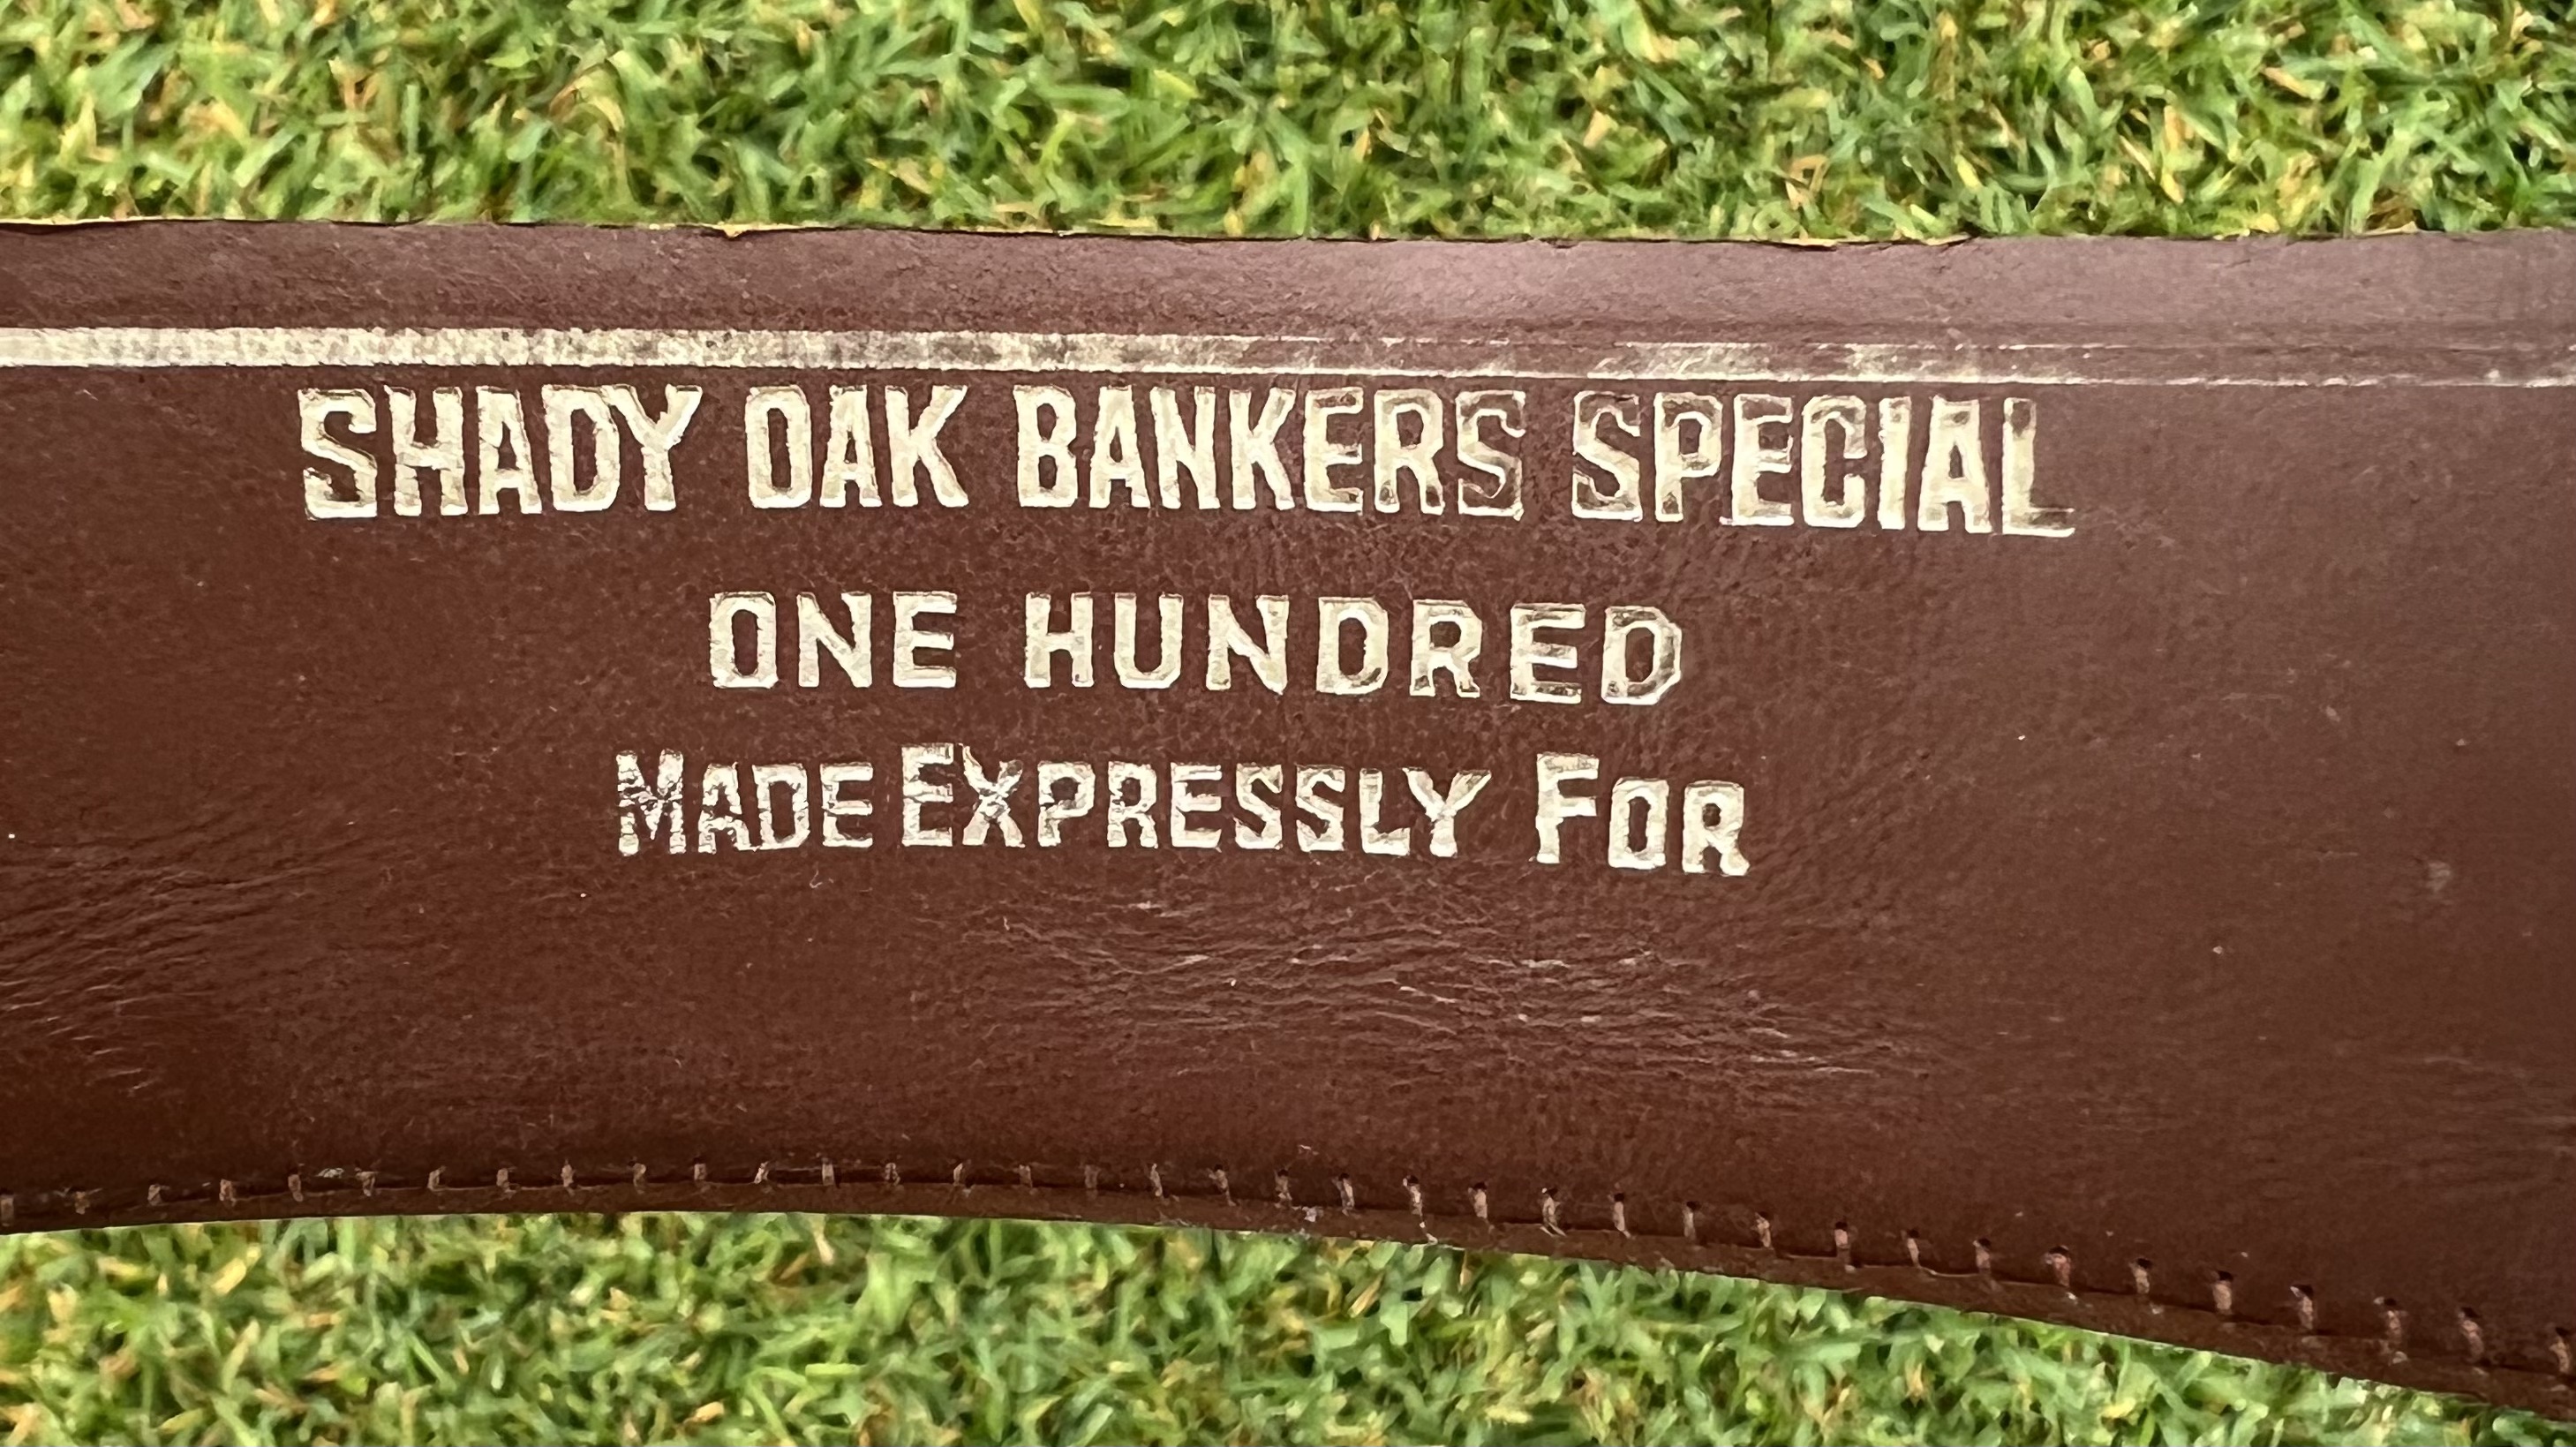 SHADY OAK BANKERS SPECIAL
ONE HUNDRED
MADE EXPRESSLY FOR